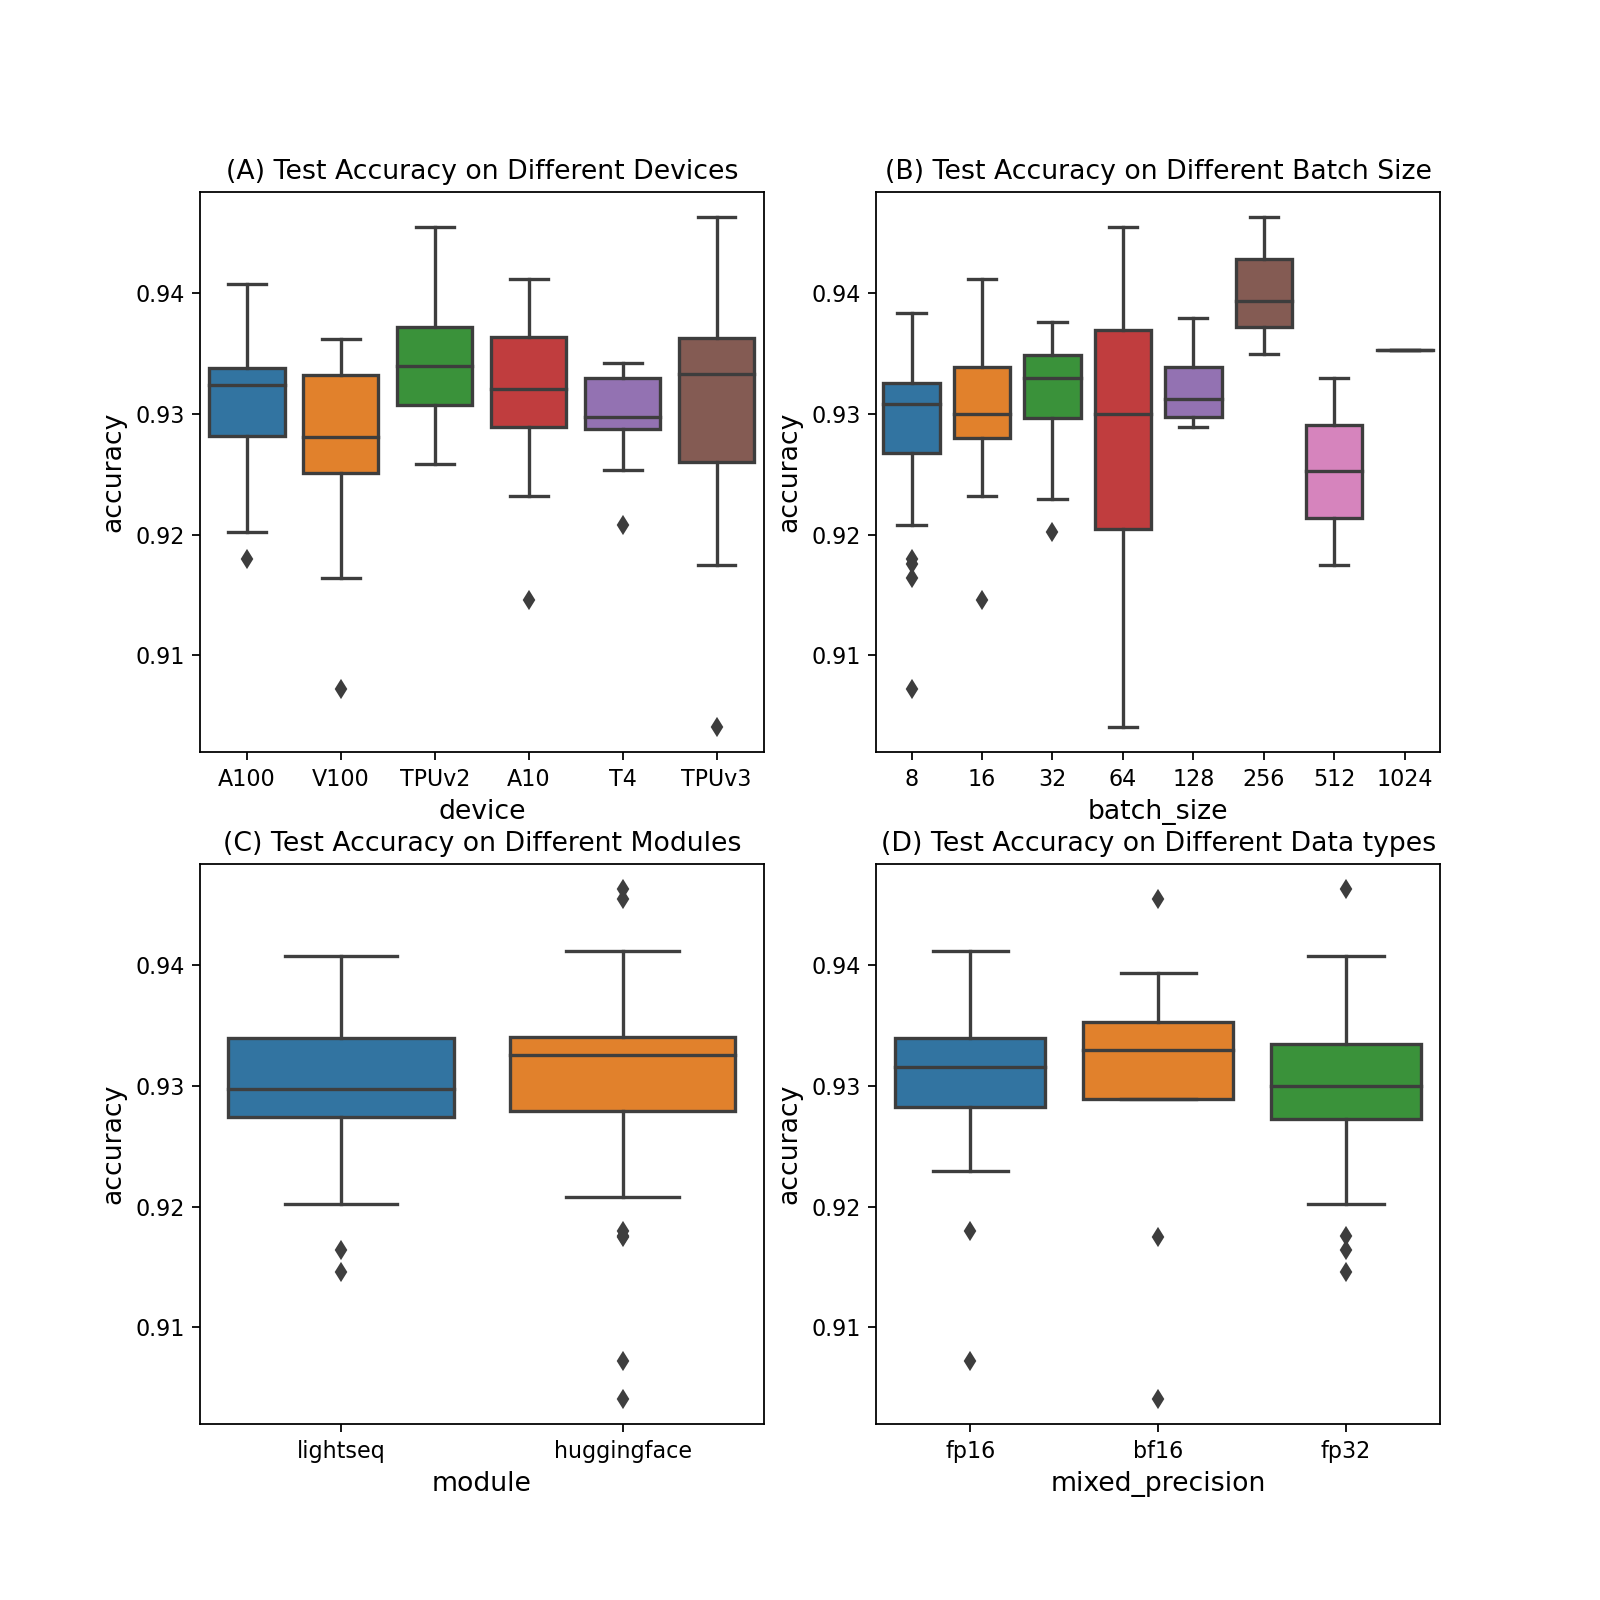 (A) Test Accuracy on Different Devices
accuracy
0.94
0.93
0.92
0.91
A100 V100 TPUv2 A10 T4 TPUv3
device
(B) Test Accuracy on Different Batch Size
accuracy
0.94
0.93
0.92
0.91
8 16 32 64 128 256 512 1024
batch_size
(C) Test Accuracy on Different Modules
accuracy
0.94
0.93
0.92
0.91
lightseq huggingface
module
(D) Test Accuracy on Different Data types
accuracy
0.94
0.93
0.92
0.91
fp16 bf16 fp32
mixed_precision